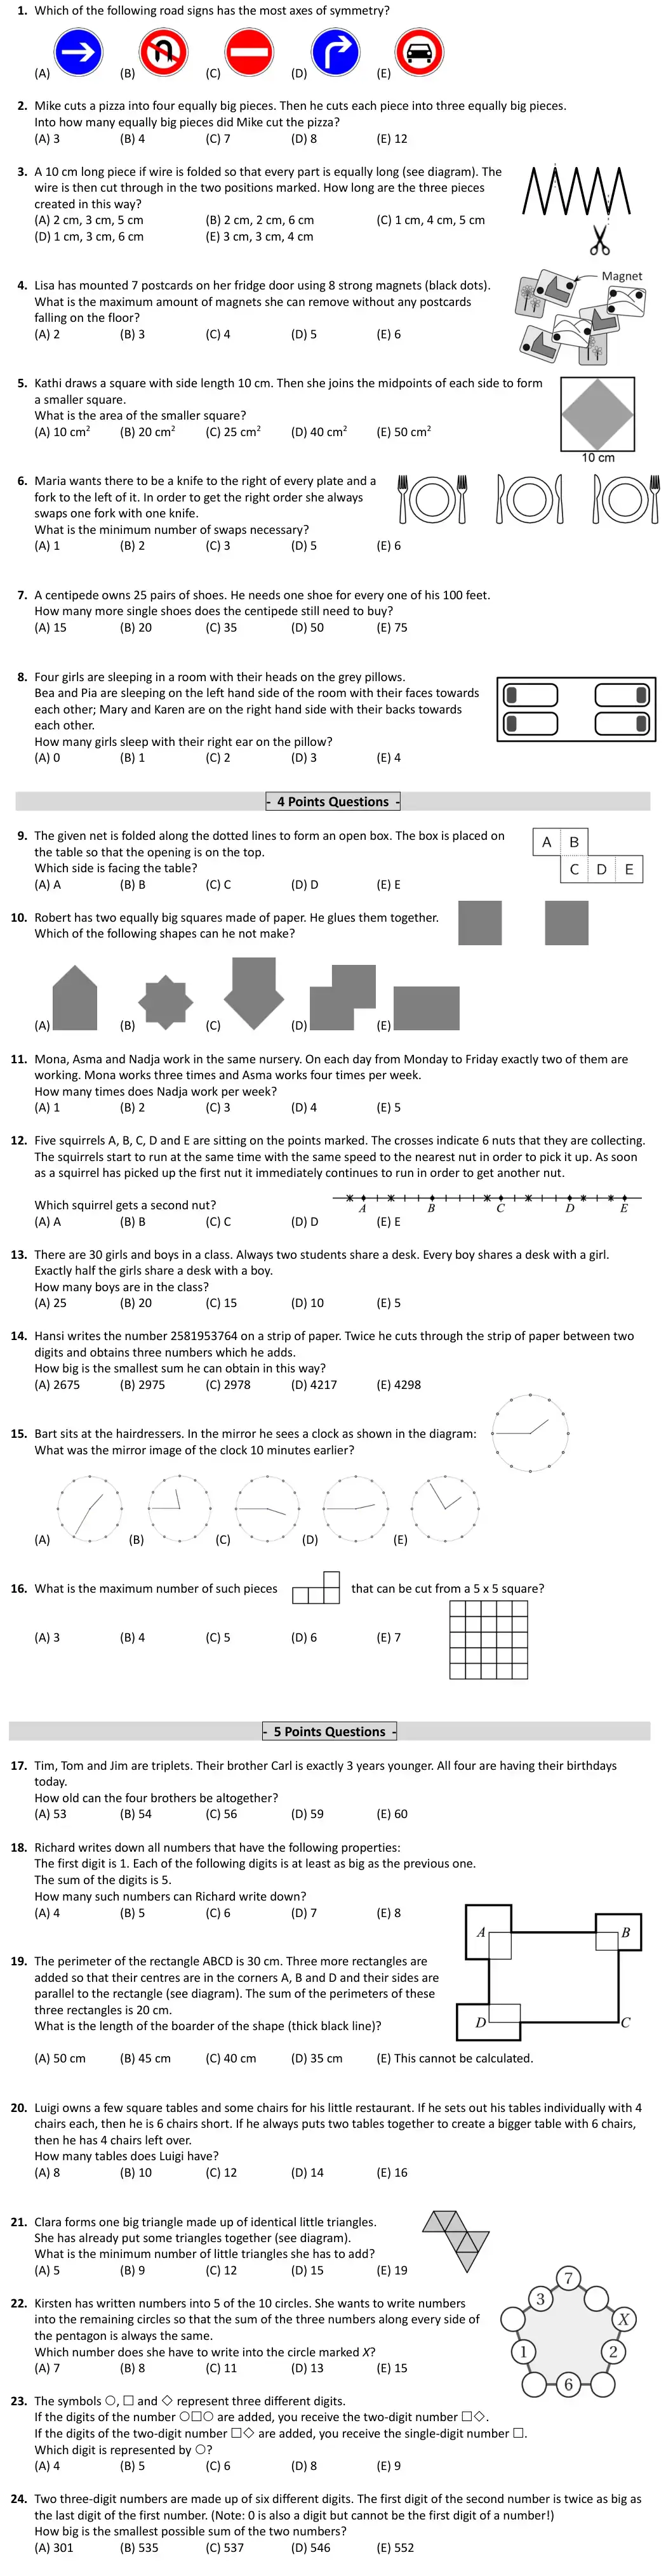 1. Which of the following road signs has the most axes of symmetry?
(A) (B) (C) (D) (E)
2. Mike cuts a pizza into four equally big pieces. Then he cuts each piece into three equally big pieces.
Into how many equally big pieces did Mike cut the pizza?
(A) 3 (B) 4 (C) 7 (D) 8 (E) 12
3. A 10 cm long piece if wire is folded so that every part is equally long (see diagram). The
wire is then cut through in the two positions marked. How long are the three pieces
created in this way?
(A) 2 cm, 3 cm, 5 cm (B) 2 cm, 2 cm, 6 cm (C) 1 cm, 4 cm, 5 cm
(D) 1 cm, 3 cm, 6 cm (E) 3 cm, 3 cm, 4 cm
Magnet
4. Lisa has mounted 7 postcards on her fridge door using 8 strong magnets (black dots).
What is the maximum amount of magnets she can remove without any postcards
falling on the floor?
(A) 2 (B) 3 (C) 4 (D) 5 (E) 6
5. Kathi draws a square with side length 10 cm. Then she joins the midpoints of each side to form
a smaller square.
What is the area of the smaller square?
(A) 10 cm² (B) 20 cm² (C) 25 cm² (D) 40 cm² (E) 50 cm²
10 cm
6. Maria wants there to be a knife to the right of every plate and a
fork to the left of it. In order to get the right order she always
swaps one fork with one knife.
What is the minimum number of swaps necessary?
(A) 1 (B) 2 (C) 3 (D) 5 (E) 6
7. A centipede owns 25 pairs of shoes. He needs one shoe for every one of his 100 feet.
How many more single shoes does the centipede still need to buy?
(A) 15 (B) 20 (C) 35 (D) 50 (E) 75
8. Four girls are sleeping in a room with their heads on the grey pillows.
Bea and Pia are sleeping on the left hand side of the room with their faces towards
each other; Mary and Karen are on the right hand side with their backs towards
each other.
How many girls sleep with their right ear on the pillow?
(A) 0 (B) 1 (C) 2 (D) 3 (E) 4
- 4 Points Questions -
9. The given net is folded along the dotted lines to form an open box. The box is placed on
the table so that the opening is on the top.
Which side is facing the table?
(A) A (B) B (C) C (D) D (E) E
A B
C D E
10. Robert has two equally big squares made of paper. He glues them together.
Which of the following shapes can he not make?
(A) (B) (C) (D) (E)
11. Mona, Asma and Nadja work in the same nursery. On each day from Monday to Friday exactly two of them are
working. Mona works three times and Asma works four times per week.
How many times does Nadja work per week?
(A) 1 (B) 2 (C) 3 (D) 4 (E) 5
12. Five squirrels A, B, C, D and E are sitting on the points marked. The crosses indicate 6 nuts that they are collecting.
The squirrels start to run at the same time with the same speed to the nearest nut in order to pick it up. As soon
as a squirrel has picked up the first nut it immediately continues to run in order to get another nut.
Which squirrel gets a second nut?
A B C D E
(A) A (B) B (C) C (D) D (E) E
13. There are 30 girls and boys in a class. Always two students share a desk. Every boy shares a desk with a girl.
Exactly half the girls share a desk with a boy.
How many boys are in the class?
(A) 25 (B) 20 (C) 15 (D) 10 (E) 5
14. Hansi writes the number 2581953764 on a strip of paper. Twice he cuts through the strip of paper between two
digits and obtains three numbers which he adds.
How big is the smallest sum he can obtain in this way?
(A) 2675 (B) 2975 (C) 2978 (D) 4217 (E) 4298
15. Bart sits at the hairdressers. In the mirror he sees a clock as shown in the diagram:
What was the mirror image of the clock 10 minutes earlier?
(A) (B) (C) (D) (E)
16. What is the maximum number of such pieces that can be cut from a 5 x 5 square?
(A) 3 (B) 4 (C) 5 (D) 6 (E) 7
- 5 Points Questions -
17. Tim, Tom and Jim are triplets. Their brother Carl is exactly 3 years younger. All four are having their birthdays
today.
How old can the four brothers be altogether?
(A) 53 (B) 54 (C) 56 (D) 59 (E) 60
18. Richard writes down all numbers that have the following properties:
The first digit is 1. Each of the following digits is at least as big as the previous one.
The sum of the digits is 5.
How many such numbers can Richard write down?
(A) 4 (B) 5 (C) 6 (D) 7 (E) 8
A B
19. The perimeter of the rectangle ABCD is 30 cm. Three more rectangles are
added so that their centres are in the corners A, B and D and their sides are
parallel to the rectangle (see diagram). The sum of the perimeters of these
three rectangles is 20 cm.
What is the length of the boarder of the shape (thick black line)?
D C
(A) 50 cm (B) 45 cm (C) 40 cm (D) 35 cm (E) This cannot be calculated.
20. Luigi owns a few square tables and some chairs for his little restaurant. If he sets out his tables individually with 4
chairs each, then he is 6 chairs short. If he always puts two tables together to create a bigger table with 6 chairs,
then he has 4 chairs left over.
How many tables does Luigi have?
(A) 8 (B) 10 (C) 12 (D) 14 (E) 16
21. Clara forms one big triangle made up of identical little triangles.
She has already put some triangles together (see diagram).
What is the minimum number of little triangles she has to add?
(A) 5 (B) 9 (C) 12 (D) 15 (E) 19
22. Kirsten has written numbers into 5 of the 10 circles. She wants to write numbers
into the remaining circles so that the sum of the three numbers along every side of
the pentagon is always the same.
Which number does she have to write into the circle marked X?
(A) 7 (B) 8 (C) 11 (D) 13 (E) 15
7
3
X
1 2
6
23. The symbols ○, □ and ◇ represent three different digits.
If the digits of the number ○□○ are added, you receive the two-digit number □◇.
If the digits of the two-digit number □◇ are added, you receive the single-digit number □.
Which digit is represented by ○?
(A) 4 (B) 5 (C) 6 (D) 8 (E) 9
24. Two three-digit numbers are made up of six different digits. The first digit of the second number is twice as big as
the last digit of the first number. (Note: 0 is also a digit but cannot be the first digit of a number!)
How big is the smallest possible sum of the two numbers?
(A) 301 (B) 535 (C) 537 (D) 546 (E) 552